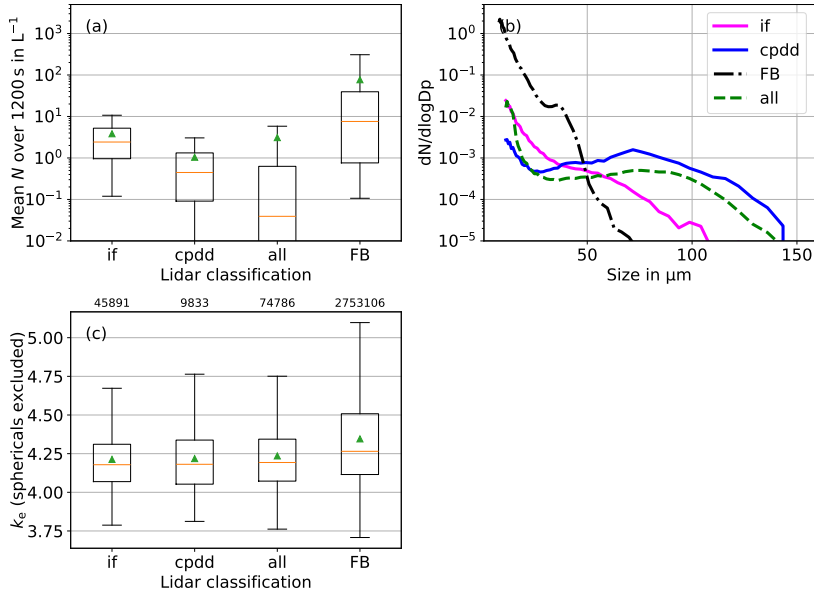 (a)
Mean N over 1200 s in L⁻¹
10³
10²
10¹
10⁰
10⁻¹
10⁻²
if
cpdd
all
FB
Lidar classification
(b)
dN/dlogDp
10⁰
10⁻¹
10⁻²
10⁻³
10⁻⁴
10⁻⁵
if
cpdd
FB
all
50
100
150
Size in µm
45891
9833
74786
2753106
(c)
kₑ (sphericals excluded)
5.00
4.75
4.50
4.25
4.00
3.75
if
cpdd
all
FB
Lidar classification